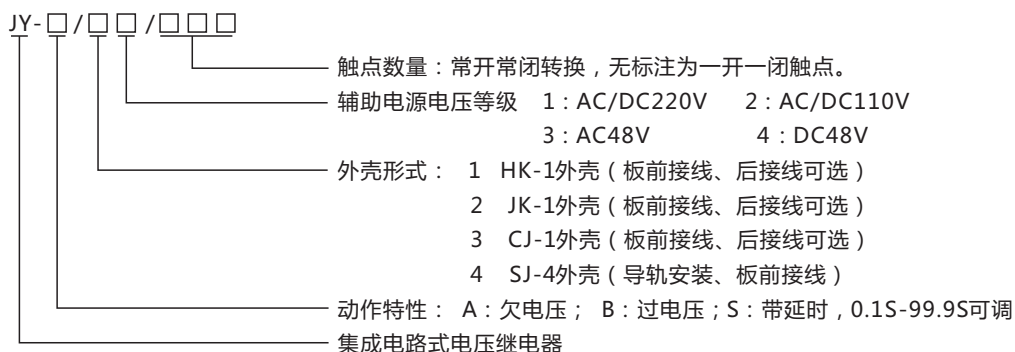 JY-□/□□/□□□
触点数量：常开常闭转换，无标注为一开一闭触点。
辅助电源电压等级 1：AC/DC220V 2：AC/DC110V
3：AC48V 4：DC48V
外壳形式： 1 HK-1外壳（板前接线、后接线可选）
2 JK-1外壳（板前接线、后接线可选）
3 CJ-1外壳（板前接线、后接线可选）
4 SJ-4外壳（导轨安装、板前接线）
动作特性： A：欠电压； B：过电压；S：带延时，0.1S-99.9S可调
集成电路式电压继电器